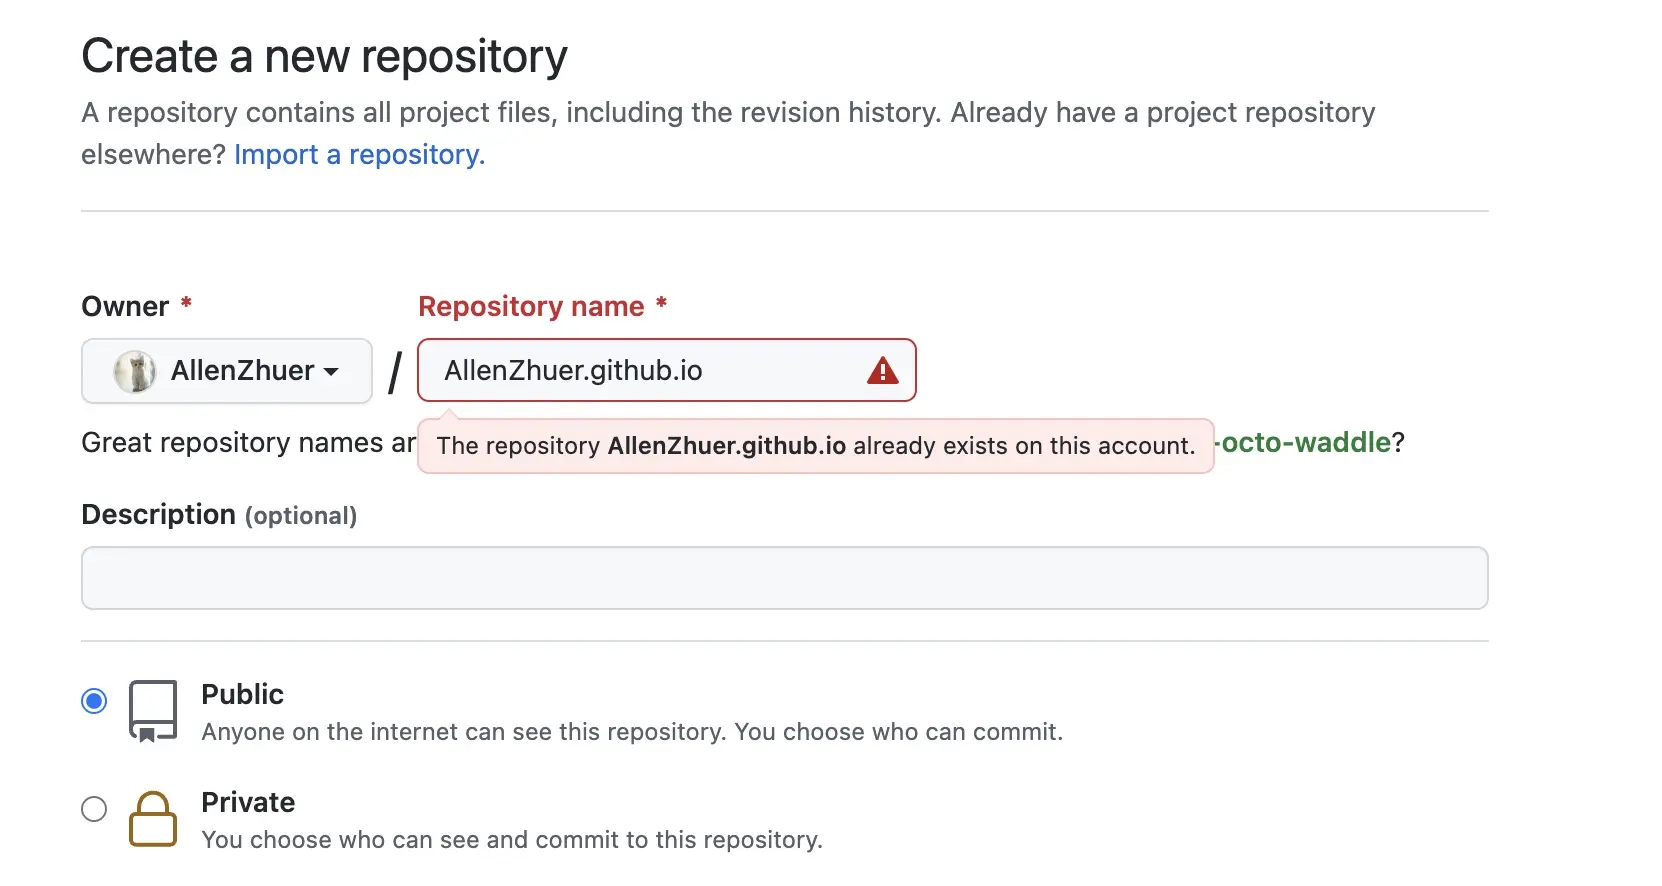 Create a new repository
A repository contains all project files, including the revision history. Already have a project repository
elsewhere? Import a repository.
Owner *
Repository name *
AllenZhuer
/
AllenZhuer.github.io
Great repository names ar
The repository AllenZhuer.github.io already exists on this account.
-octo-waddle?
Description (optional)
Public
Anyone on the internet can see this repository. You choose who can commit.
Private
You choose who can see and commit to this repository.